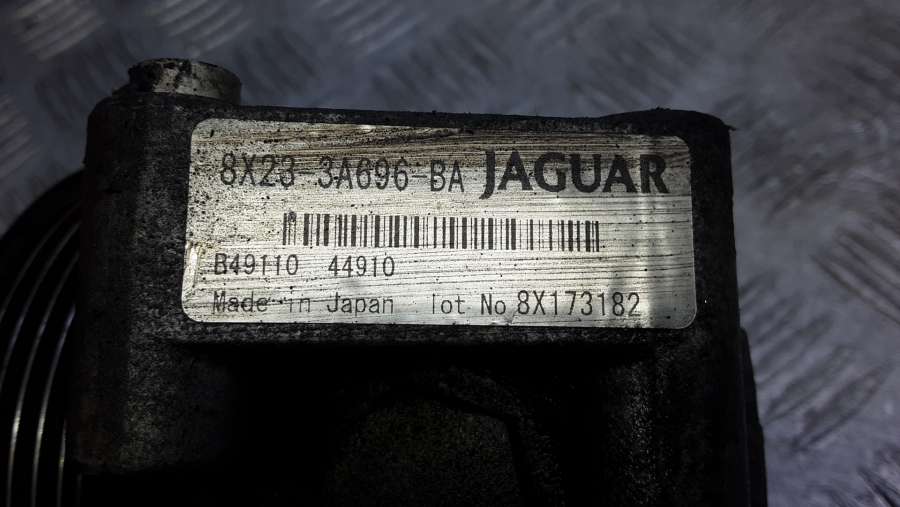 8X23-3A696-BA JAGUAR
B49110 44910
Made in Japan lot No 8X173182